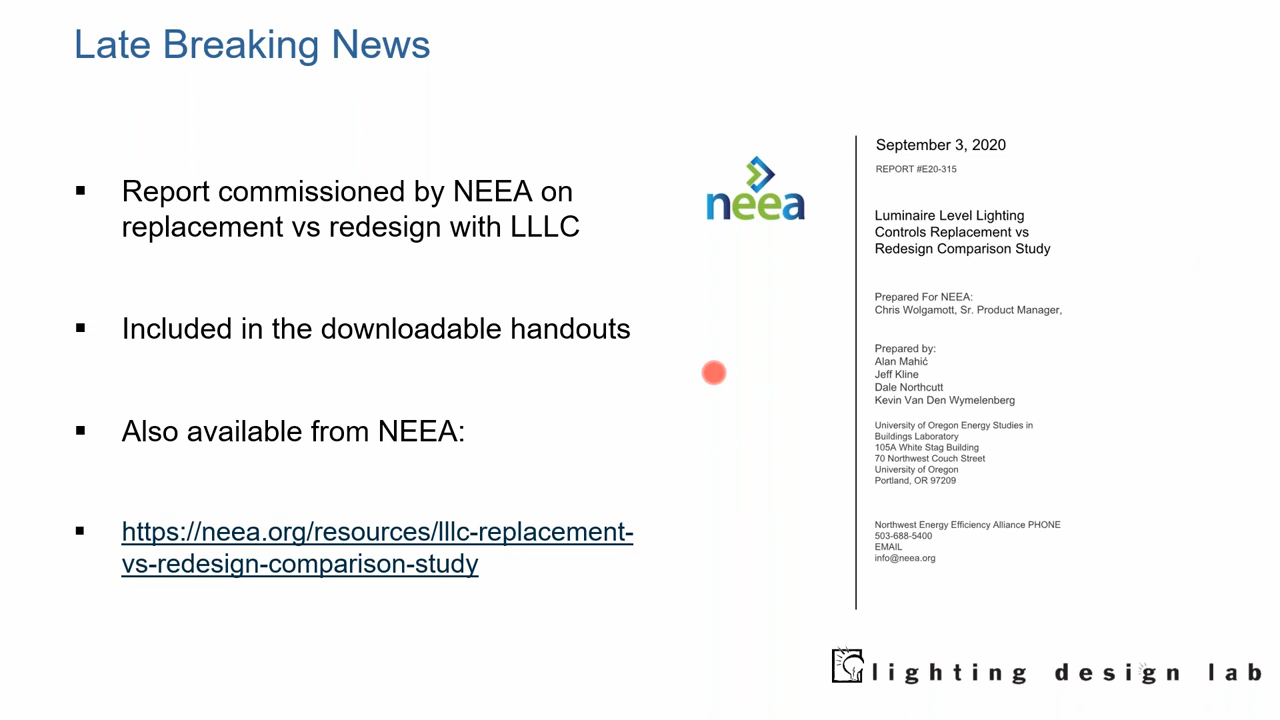 Late Breaking News
Report commissioned by NEEA on
replacement vs redesign with LLLC
Included in the downloadable handouts
Also available from NEEA:
https://neea.org/resources/lllc-replacement-
vs-redesign-comparison-study
neea
September 3, 2020
REPORT #E20-315
Luminaire Level Lighting
Controls Replacement vs
Redesign Comparison Study
Prepared For NEEA:
Chris Wolgamott, Sr. Product Manager,
Prepared by:
Alan Mahić
Jeff Kline
Dale Northcutt
Kevin Van Den Wymelenberg
University of Oregon Energy Studies in
Buildings Laboratory
105A White Stag Building
70 Northwest Couch Street
University of Oregon
Portland, OR 97209
Northwest Energy Efficiency Alliance PHONE
503-688-5400
EMAIL
info@neea.org
lighting design lab